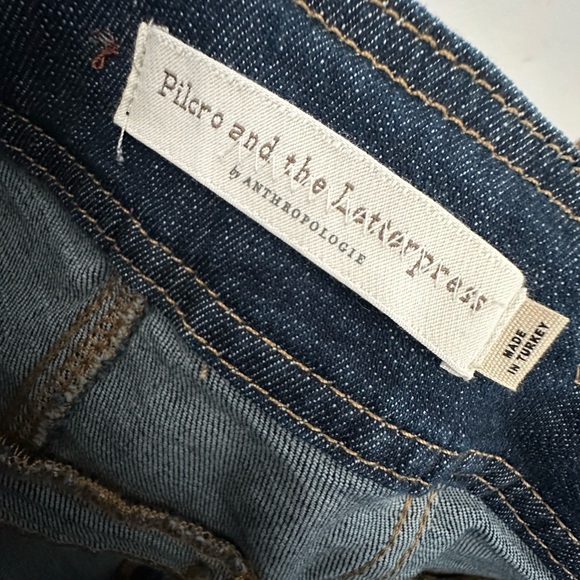 Pilcro and the Letterpress
by ANTHROPOLOGIE
MADE
IN TURKEY